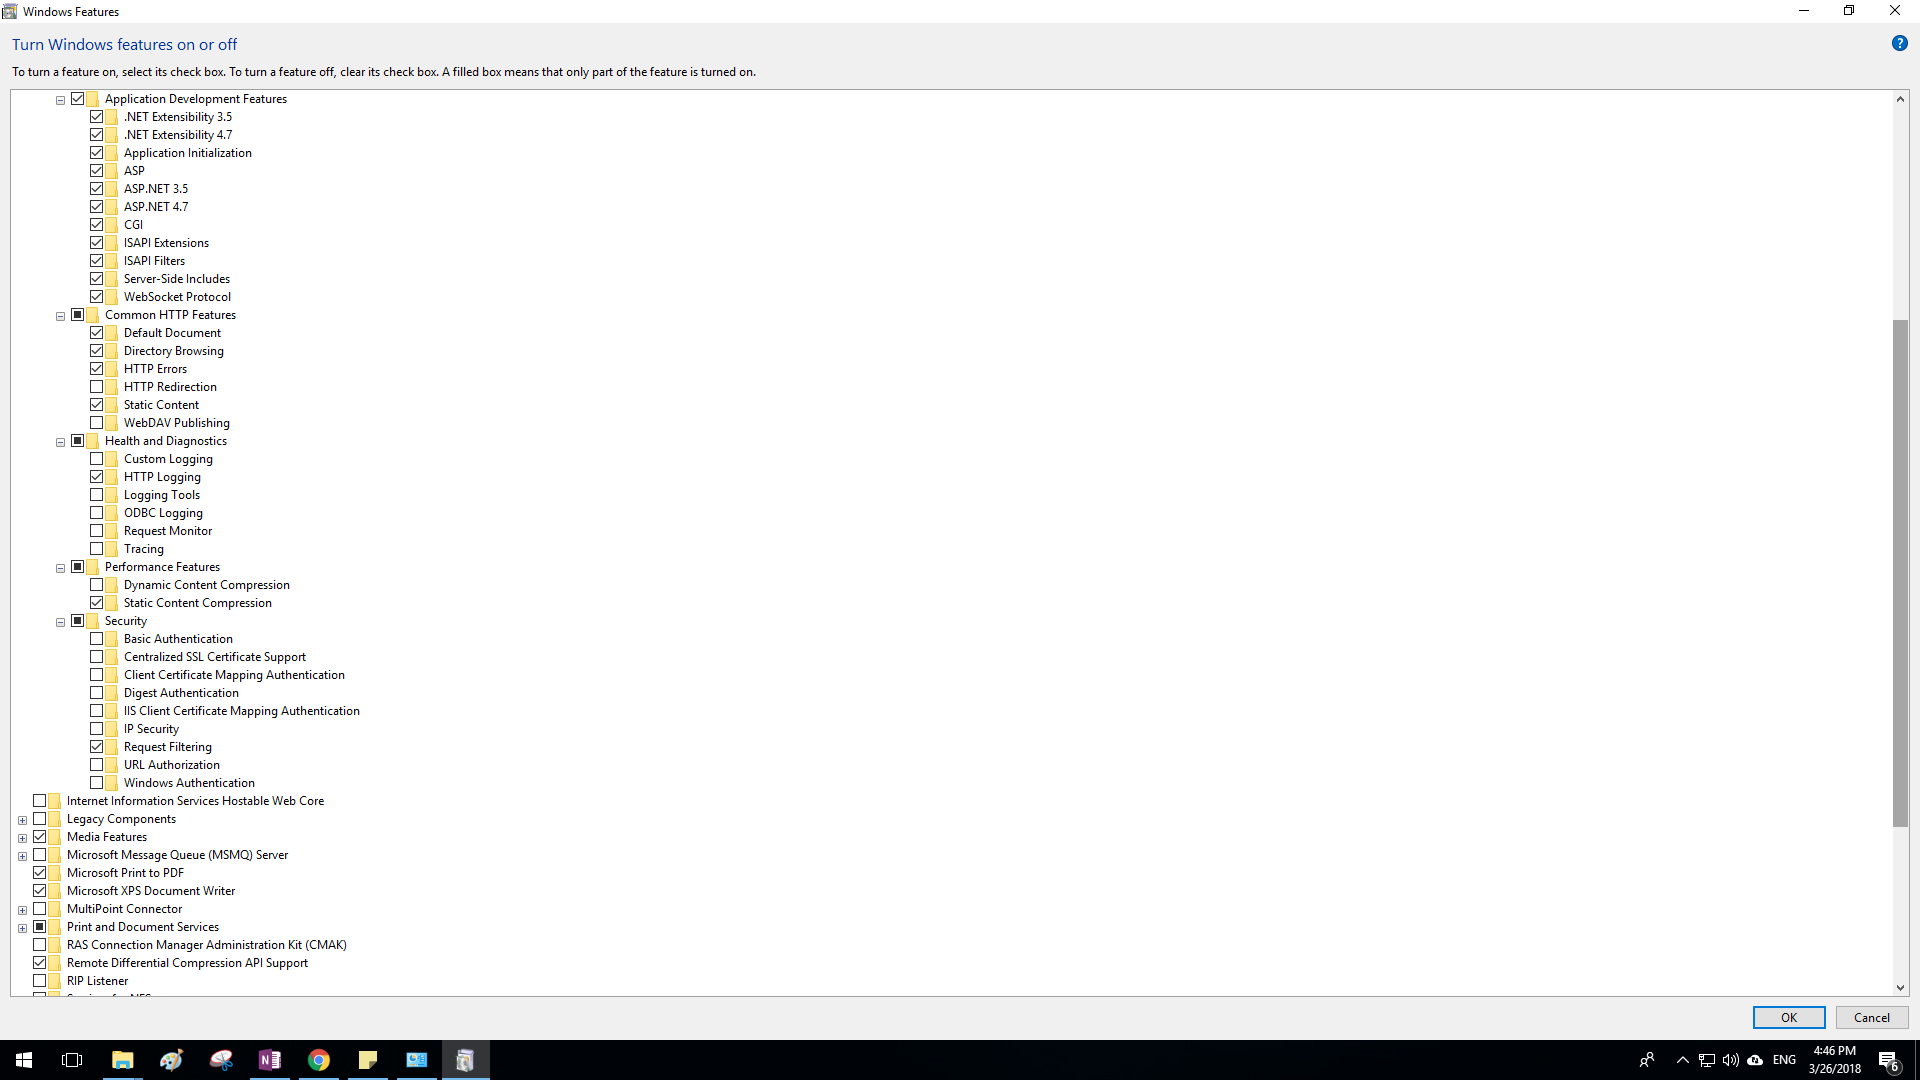 Windows Features
Turn Windows features on or off
To turn a feature on, select its check box. To turn a feature off, clear its check box. A filled box means that only part of the feature is turned on.
Application Development Features
.NET Extensibility 3.5
.NET Extensibility 4.7
Application Initialization
ASP
ASP.NET 3.5
ASP.NET 4.7
CGI
ISAPI Extensions
ISAPI Filters
Server-Side Includes
WebSocket Protocol
Common HTTP Features
Default Document
Directory Browsing
HTTP Errors
HTTP Redirection
Static Content
WebDAV Publishing
Health and Diagnostics
Custom Logging
HTTP Logging
Logging Tools
ODBC Logging
Request Monitor
Tracing
Performance Features
Dynamic Content Compression
Static Content Compression
Security
Basic Authentication
Centralized SSL Certificate Support
Client Certificate Mapping Authentication
Digest Authentication
IIS Client Certificate Mapping Authentication
IP Security
Request Filtering
URL Authorization
Windows Authentication
Internet Information Services Hostable Web Core
Legacy Components
Media Features
Microsoft Message Queue (MSMQ) Server
Microsoft Print to PDF
Microsoft XPS Document Writer
MultiPoint Connector
Print and Document Services
RAS Connection Manager Administration Kit (CMAK)
Remote Differential Compression API Support
RIP Listener
OK Cancel
ENG
4:46 PM
3/26/2018
6